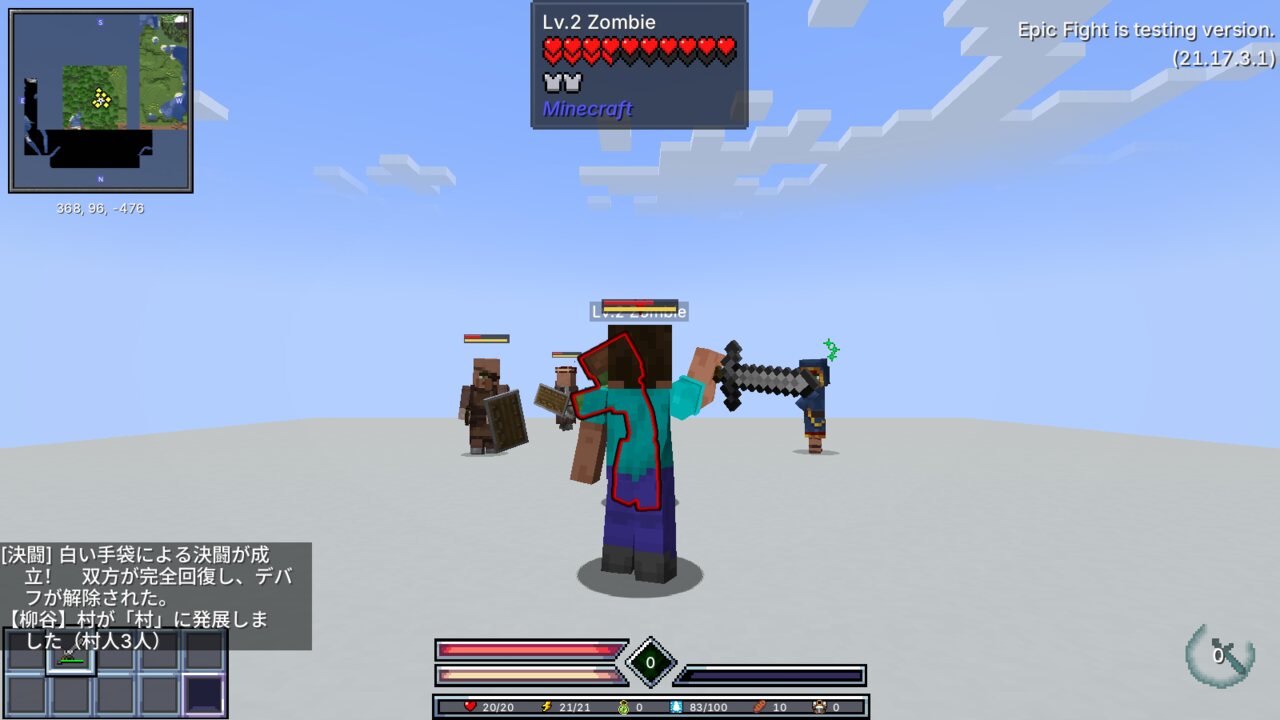 S
E
W
N
368, 96, -476
Lv.2 Zombie
Minecraft
Epic Fight is testing version.
(21.17.3.1)
Lv.2 Zombie
[決闘] 白い手袋による決闘が成
立！ 双方が完全回復し、デバ
フが解除された。
【柳谷】村が「村」に発展しま
した（村人3人）
0
20/20
21/21
0
83/100
10
0
0